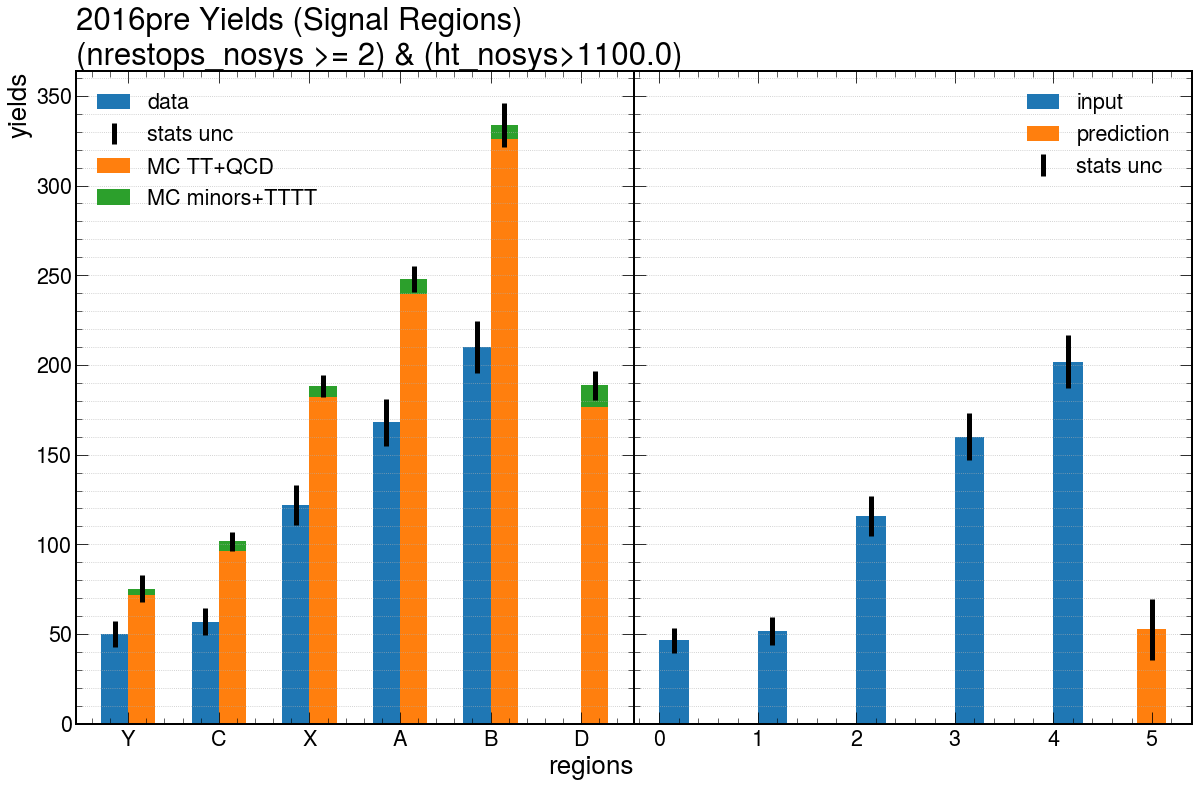 2016pre Yields (Signal Regions)
(nrestops_nosys >= 2) & (ht_nosys>1100.0)
yields
350
300
250
200
150
100
50
0
data
stats unc
MC TT+QCD
MC minors+TTTT
input
prediction
stats unc
Y C X A B D
0 1 2 3 4 5
regions